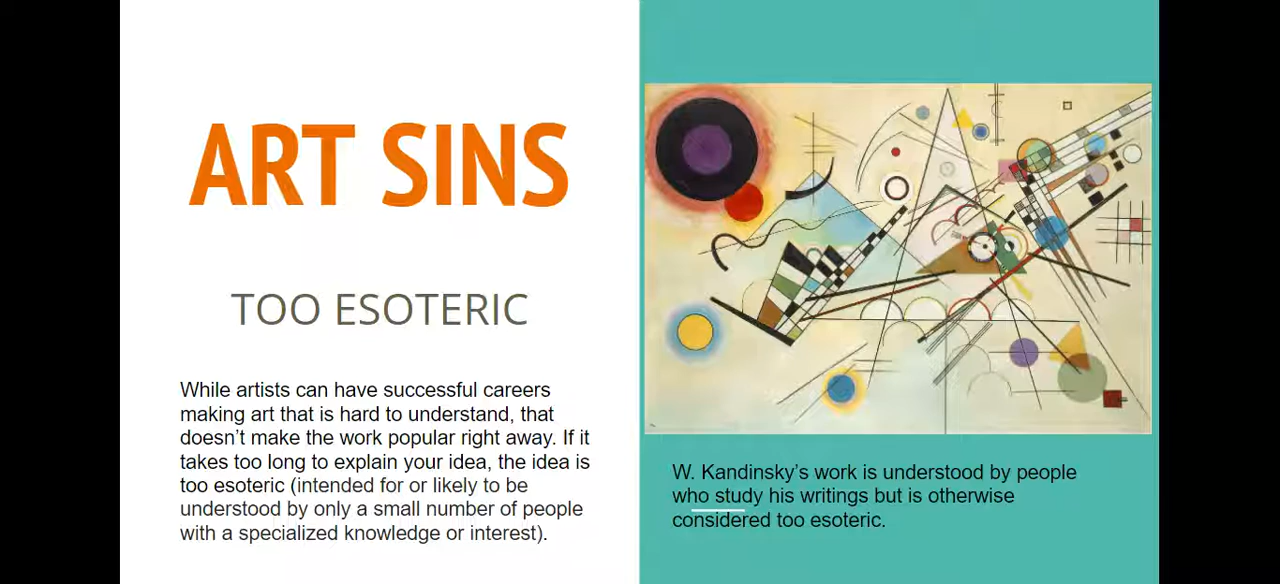 ART SINS
TOO ESOTERIC
While artists can have successful careers
making art that is hard to understand, that
doesn't make the work popular right away. If it
takes too long to explain your idea, the idea is
too esoteric (intended for or likely to be
understood by only a small number of people
with a specialized knowledge or interest).
W. Kandinsky's work is understood by people
who study his writings but is otherwise
considered too esoteric.